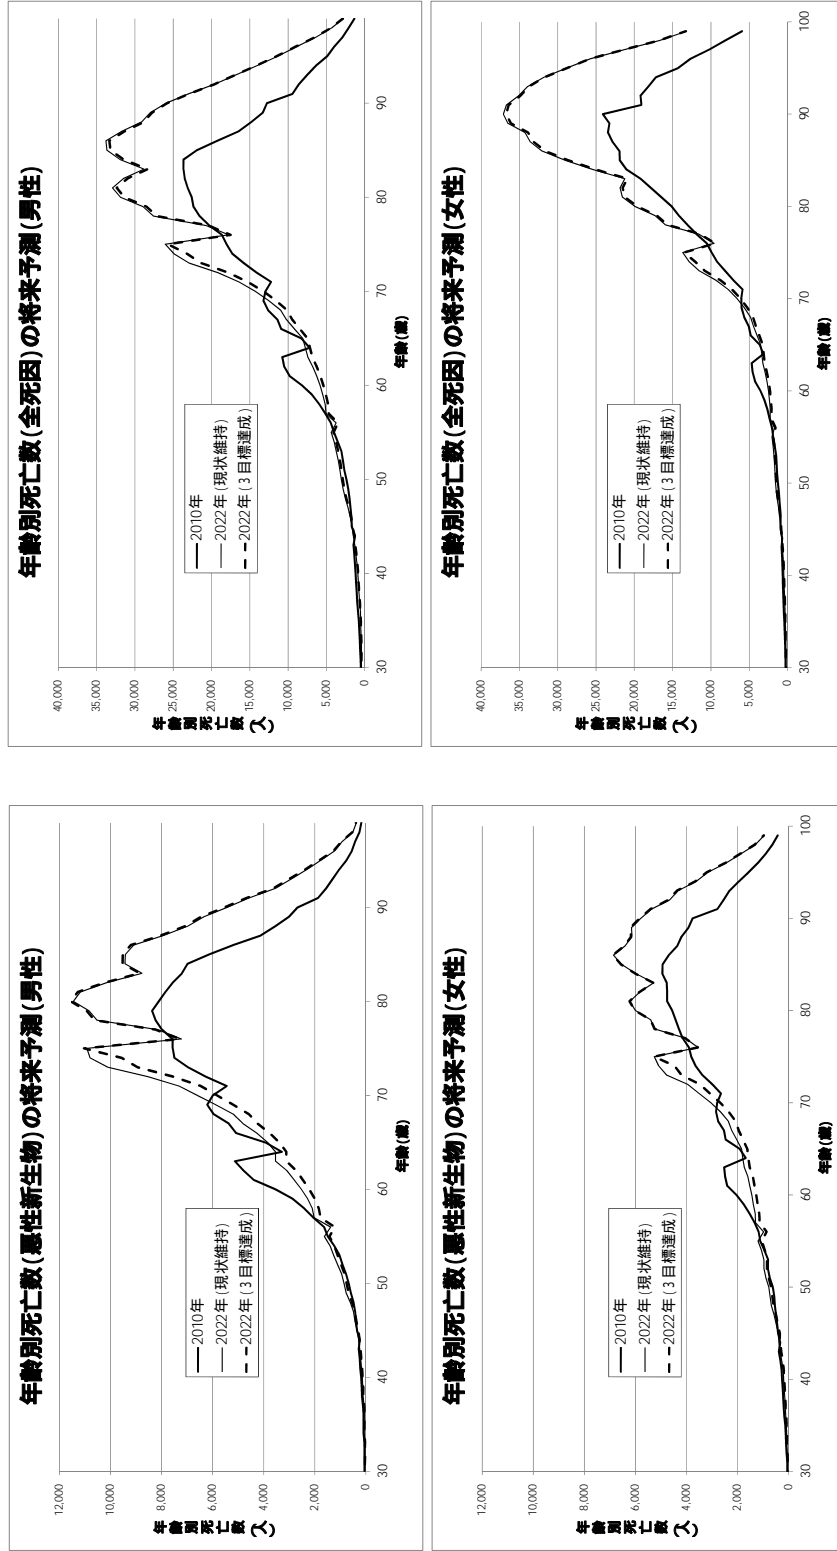 年齢別死亡数(悪性新生物)の将来予測(男性)
12,000
10,000
8,000
6,000
4,000
2,000
0
年齢別死亡数(人)
2010年
2022年(現状維持)
2022年(3目標達成)
30
40
50
60
70
80
90
年齢(歳)
年齢別死亡数(全死因)の将来予測(男性)
40,000
35,000
30,000
25,000
20,000
15,000
10,000
5,000
0
年齢別死亡数(人)
2010年
2022年(現状維持)
2022年(3目標達成)
30
40
50
60
70
80
90
年齢(歳)
年齢別死亡数(悪性新生物)の将来予測(女性)
12,000
10,000
8,000
6,000
4,000
2,000
0
年齢別死亡数(人)
2010年
2022年(現状維持)
2022年(3目標達成)
30
40
50
60
70
80
90
100
年齢(歳)
年齢別死亡数(全死因)の将来予測(女性)
40,000
35,000
30,000
25,000
20,000
15,000
10,000
5,000
0
年齢別死亡数(人)
2010年
2022年(現状維持)
2022年(3目標達成)
30
40
50
60
70
80
90
100
年齢(歳)